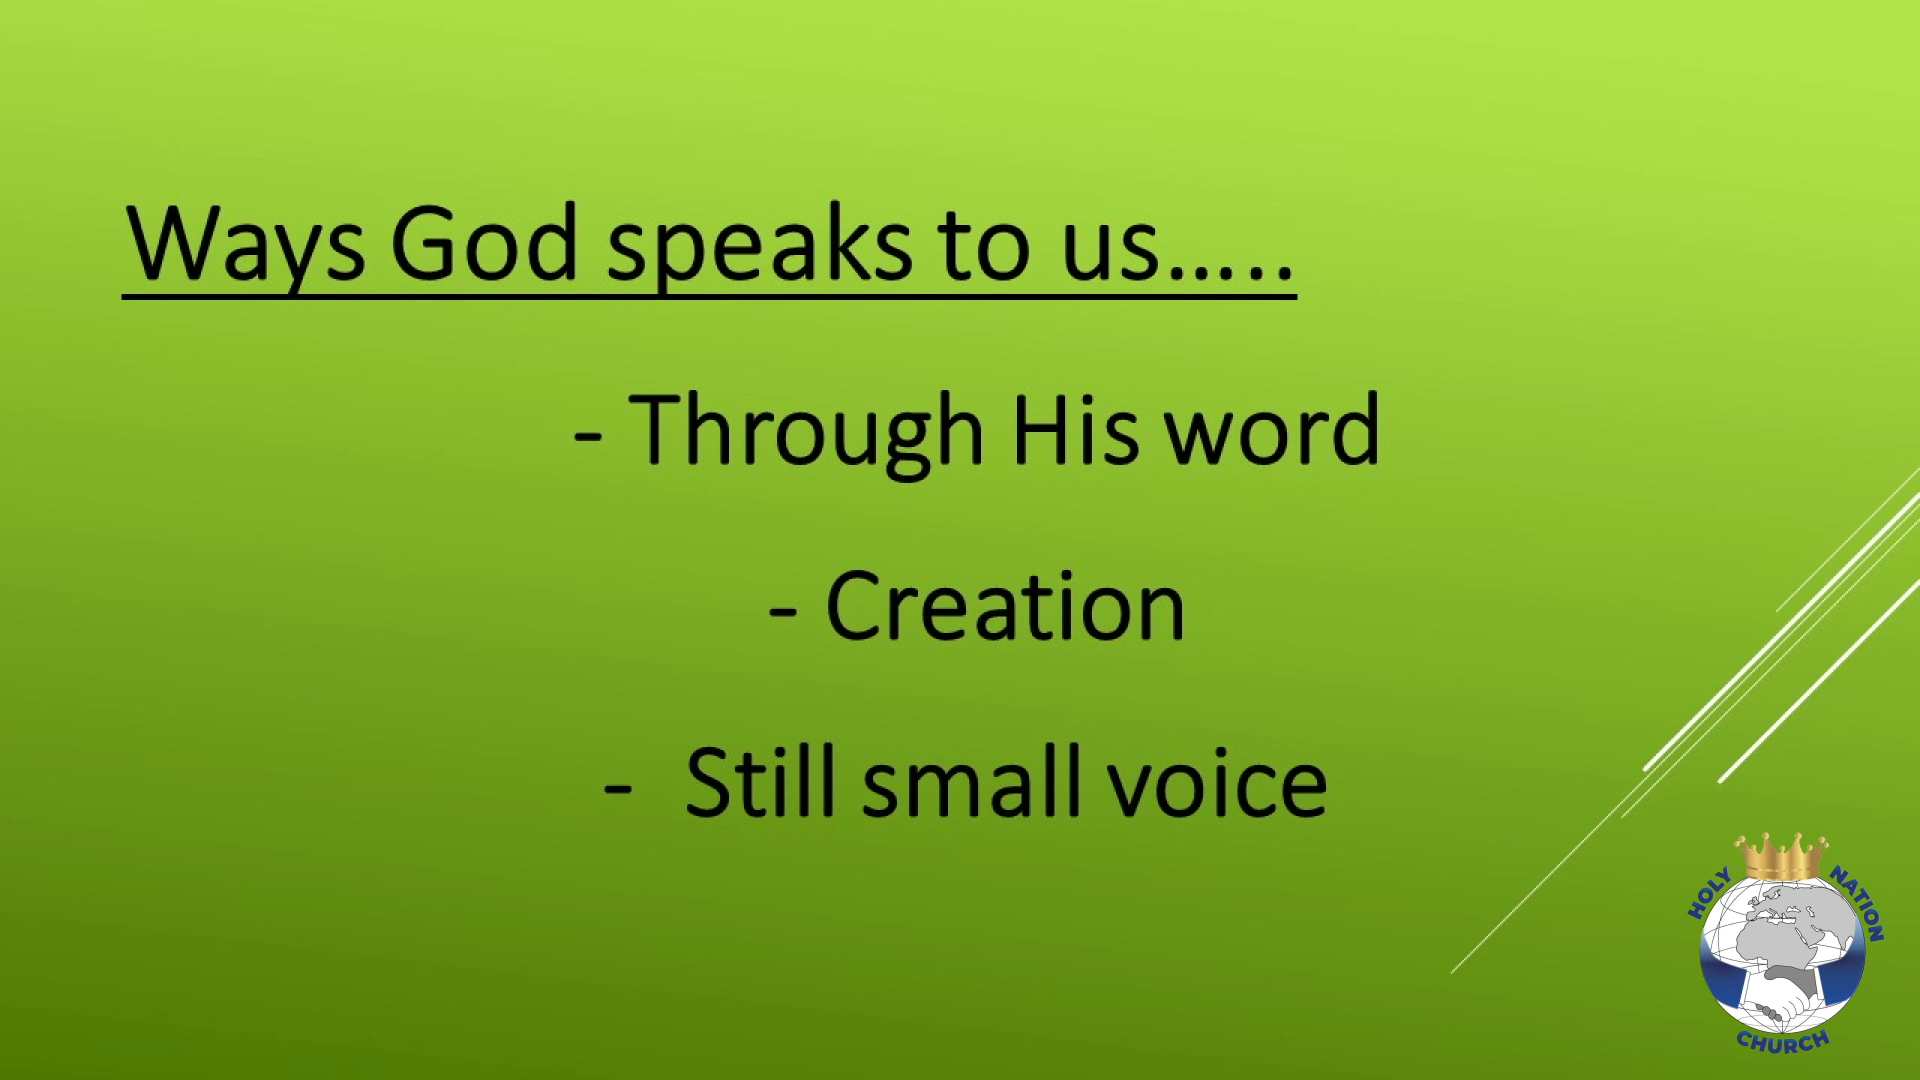 Ways God speaks to us.....
- Through His word
- Creation
- Still small voice
HOLY NATION
CHURCH